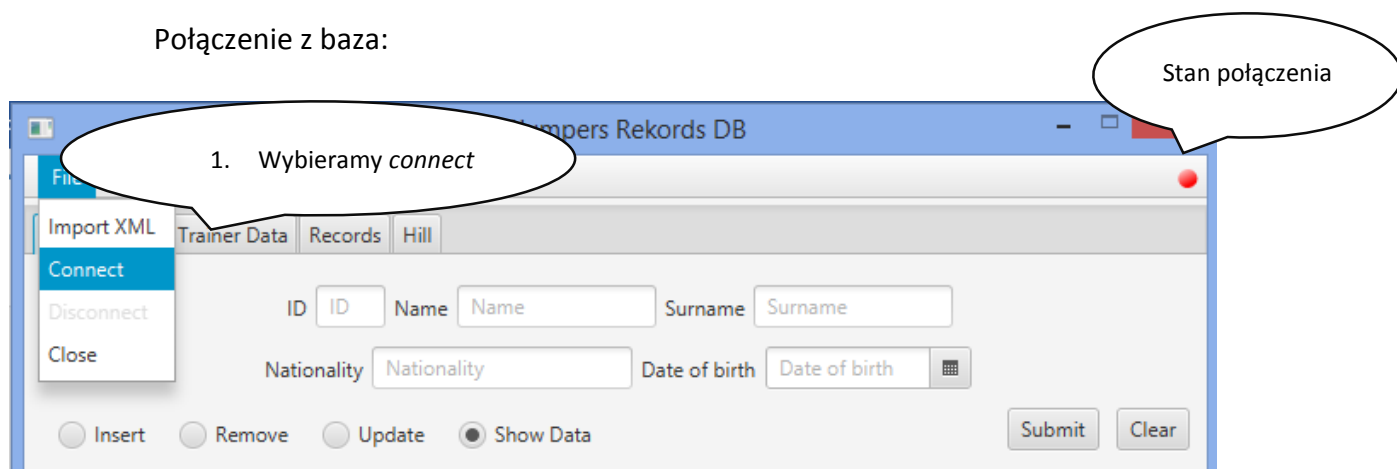 Połączenie z baza:
Stan połączenia
Rekords DB
1. Wybieramy connect
File
Import XML
Trainer Data Records Hill
Connect
Disconnect
Close
ID ID Name Name Surname Surname
Nationality Nationality Date of birth Date of birth
Insert Remove Update Show Data Submit Clear